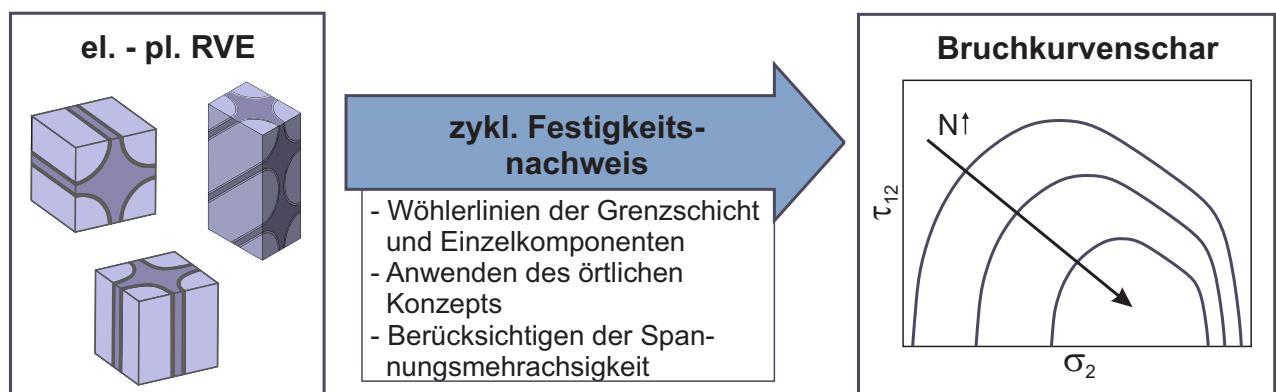 el. - pl. RVE
zykl. Festigkeits-
nachweis
- Wöhlerlinien der Grenzschicht
und Einzelkomponenten
- Anwenden des örtlichen
Konzepts
- Berücksichtigen der Span-
nungsmehrachsigkeit
Bruchkurvenschar
N↑
τ12
σ2